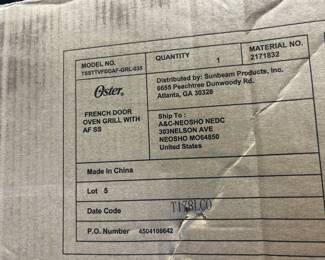 MODEL NO.
TSSTTVFDDAF-GRL-035
QUANTITY 1
MATERIAL NO.
2171832
Oster
FRENCH DOOR
OVEN GRILL WITH
AF SS
Distributed by: Sunbeam Products, Inc.
6655 Peachtree Dunwoody Rd.
Atlanta, GA 30328
Ship To :
A&C-NEOSHO NEDC
303NELSON AVE
NEOSHO MO64850
United States
Made in China
Lot 5
Date Code
P.O. Number 4504108642